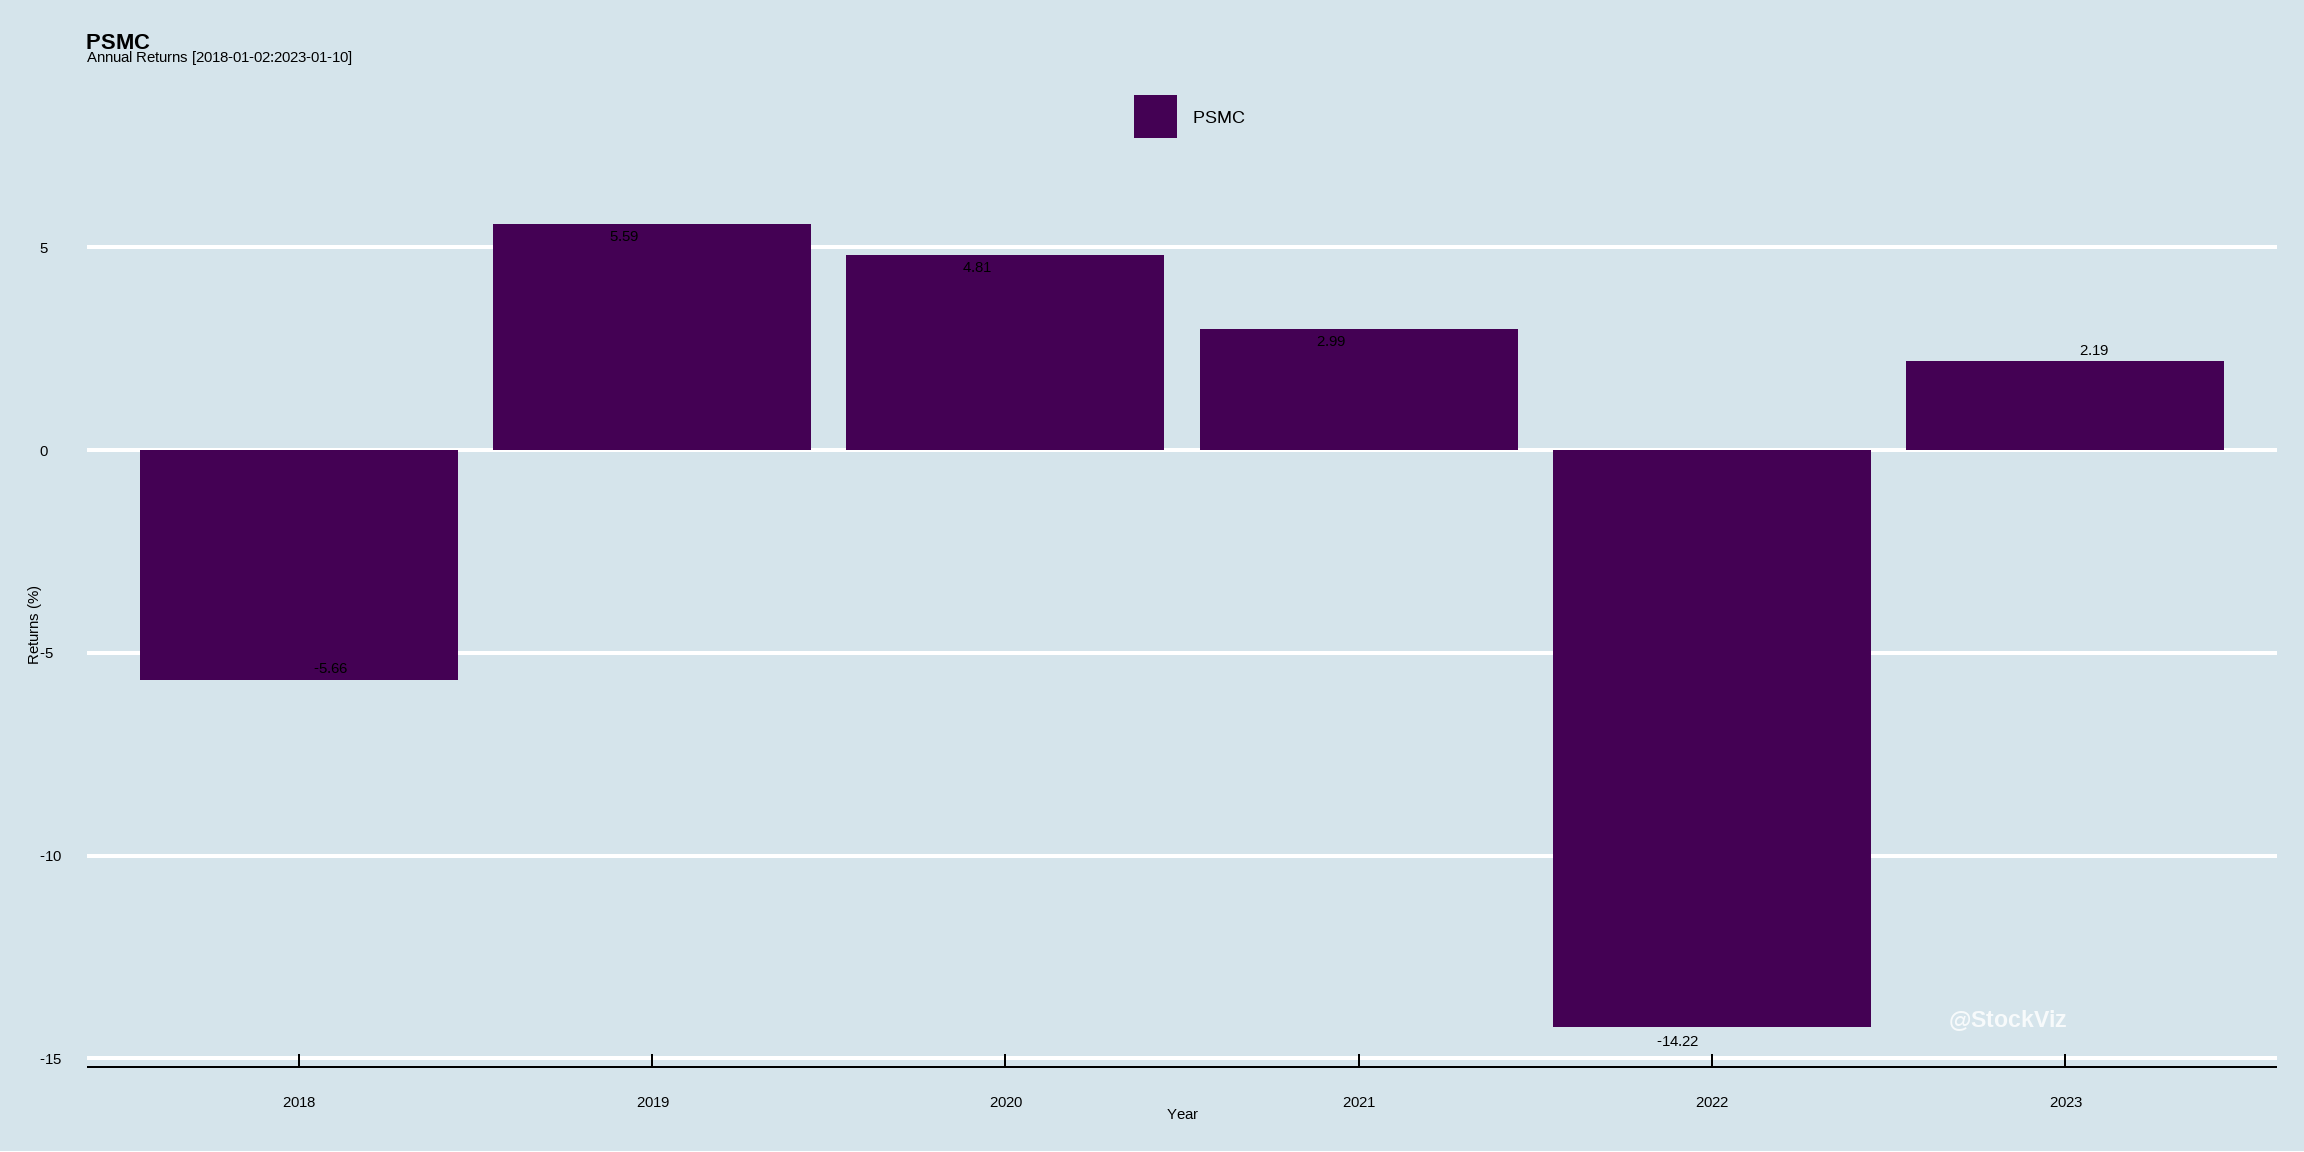 PSMC
Annual Returns [2018-01-02:2023-01-10]
PSMC
5
0
-5
-10
-15
Returns (%)
-5.66
5.59
4.81
2.99
-14.22
2.19
@StockViz
2018
2019
2020
2021
2022
2023
Year